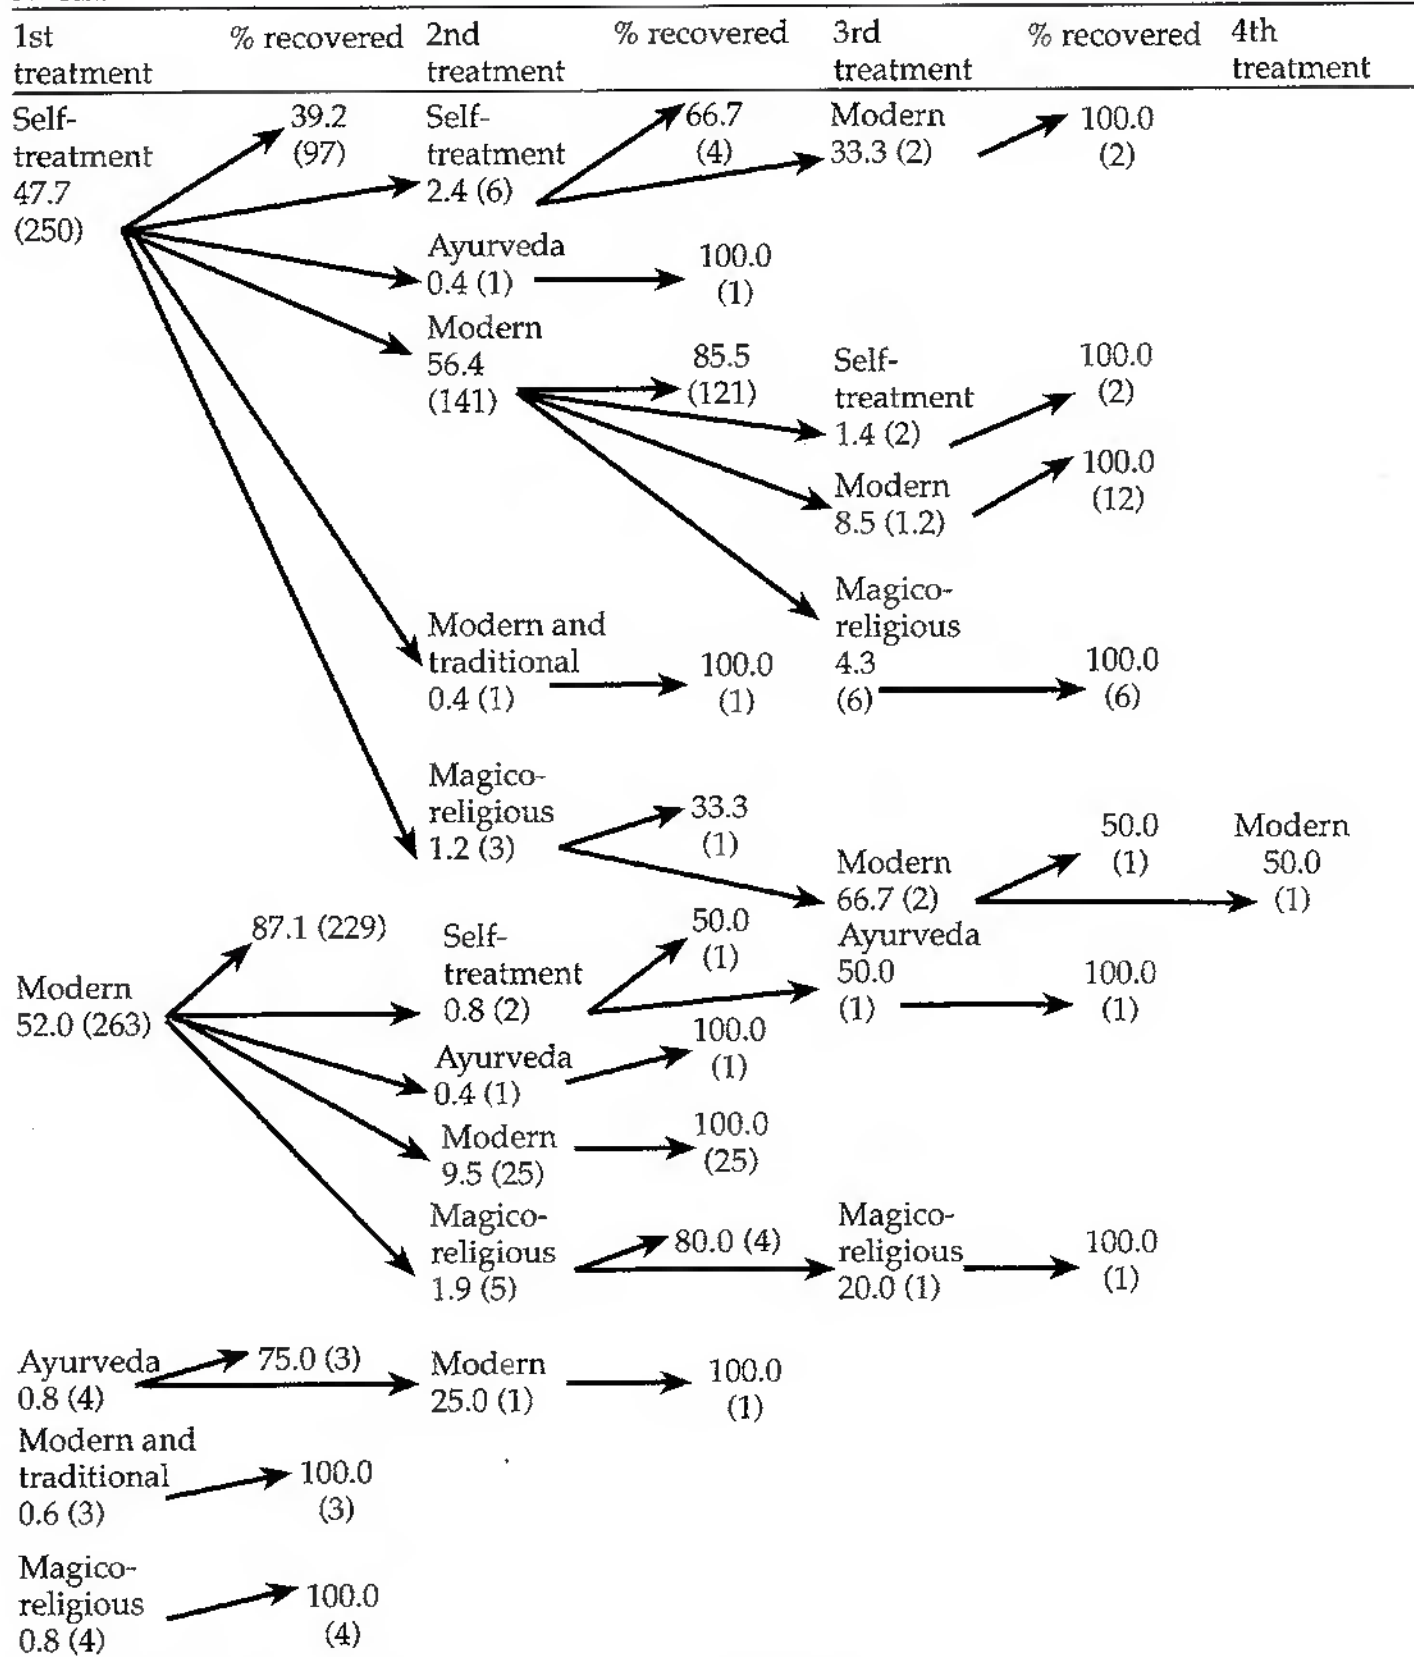 1st treatment % recovered 2nd treatment % recovered 3rd treatment % recovered 4th treatment
Self-
treatment
47.7
(250)
39.2
(97)
Self-
treatment
2.4 (6)
66.7
(4)
Modern
33.3 (2)
100.0
(2)
Ayurveda
0.4 (1)
100.0
(1)
Modern
56.4
(141)
85.5
(121)
Self-
treatment
1.4 (2)
100.0
(2)
Modern
8.5 (1.2)
100.0
(12)
Magico-
religious
4.3
(6)
100.0
(6)
Modern and
traditional
0.4 (1)
100.0
(1)
Magico-
religious
1.2 (3)
33.3
(1)
Modern
66.7 (2)
50.0
(1)
Modern
50.0
(1)
Modern
52.0 (263)
87.1 (229)
Self-
treatment
0.8 (2)
50.0
(1)
Ayurveda
50.0
(1)
100.0
(1)
Ayurveda
0.4 (1)
100.0
(1)
Modern
9.5 (25)
100.0
(25)
Magico-
religious
1.9 (5)
80.0 (4)
Magico-
religious
20.0 (1)
100.0
(1)
Ayurveda
0.8 (4)
75.0 (3)
Modern
25.0 (1)
100.0
(1)
Modern and
traditional
0.6 (3)
100.0
(3)
Magico-
religious
0.8 (4)
100.0
(4)